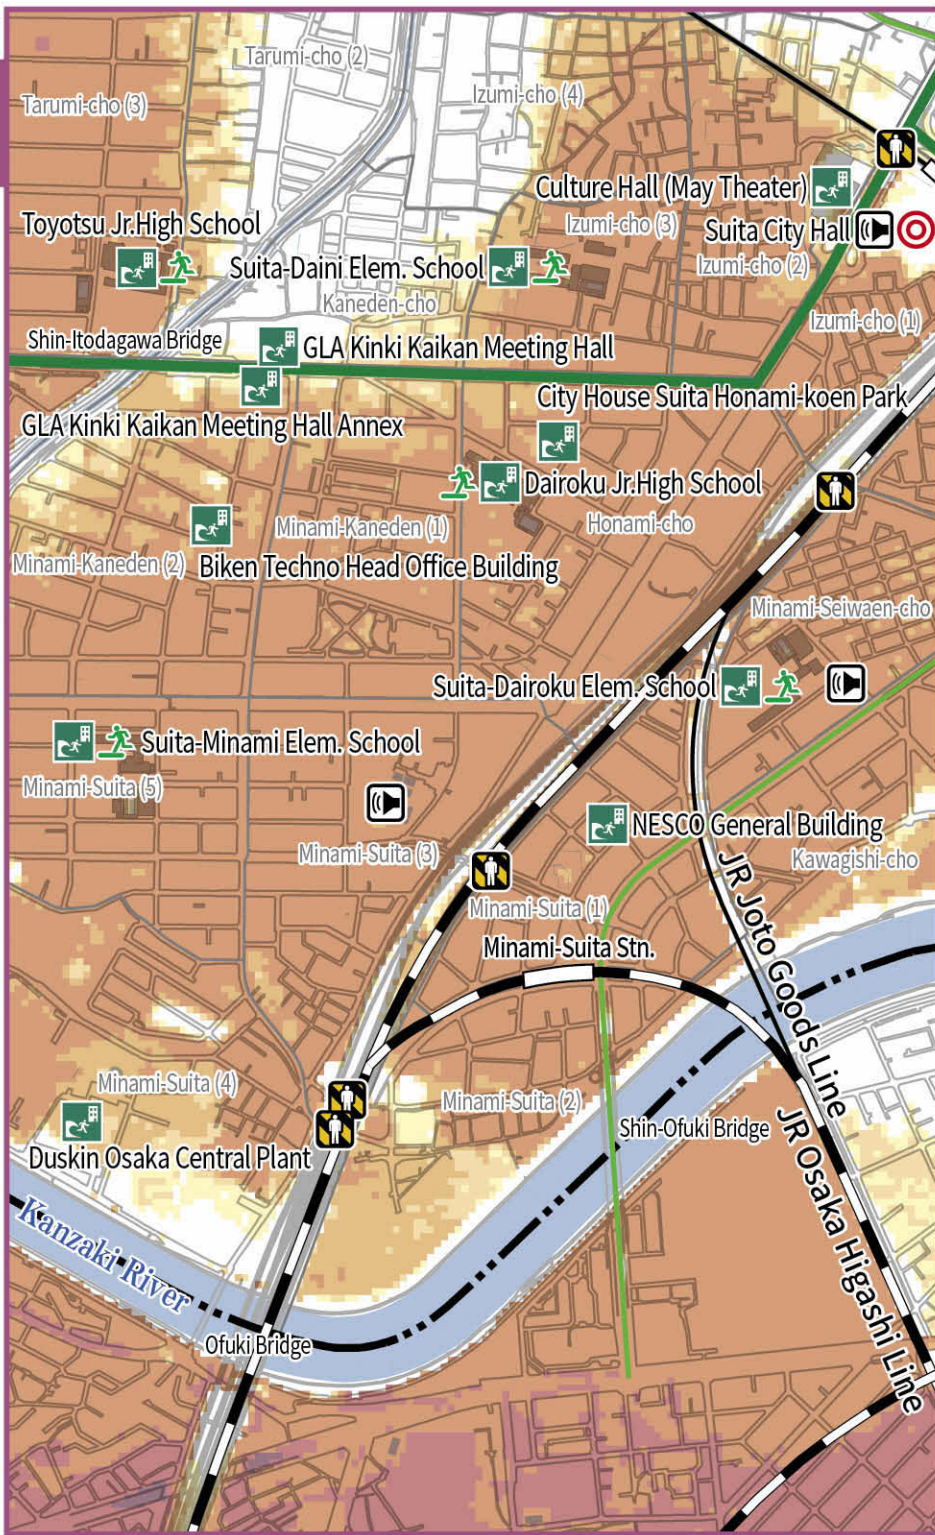 Tarumi-cho (2)
Tarumi-cho (3)
Izumi-cho (4)
Culture Hall (May Theater)
Toyotsu Jr.High School
Izumi-cho (3)
Suita City Hall
Suita-Daini Elem. School
Izumi-cho (2)
Kaneden-cho
Izumi-cho (1)
Shin-Itodagawa Bridge
GLA Kinki Kaikan Meeting Hall
City House Suita Honami-koen Park
GLA Kinki Kaikan Meeting Hall Annex
Dairoku Jr.High School
Minami-Kaneden (1)
Honami-cho
Minami-Kaneden (2)
Biken Techno Head Office Building
Minami-Seiwaen-cho
Suita-Dairoku Elem. School
Suita-Minami Elem. School
Minami-Suita (5)
NESCO General Building
Minami-Suita (3)
Kawagishi-cho
Minami-Suita (1)
Minami-Suita Stn.
JR Joto Goods Line
Minami-Suita (4)
Minami-Suita (2)
Shin-Ofuki Bridge
Duskin Osaka Central Plant
JR Osaka Higashi Line
Kanzaki River
Ofuki Bridge